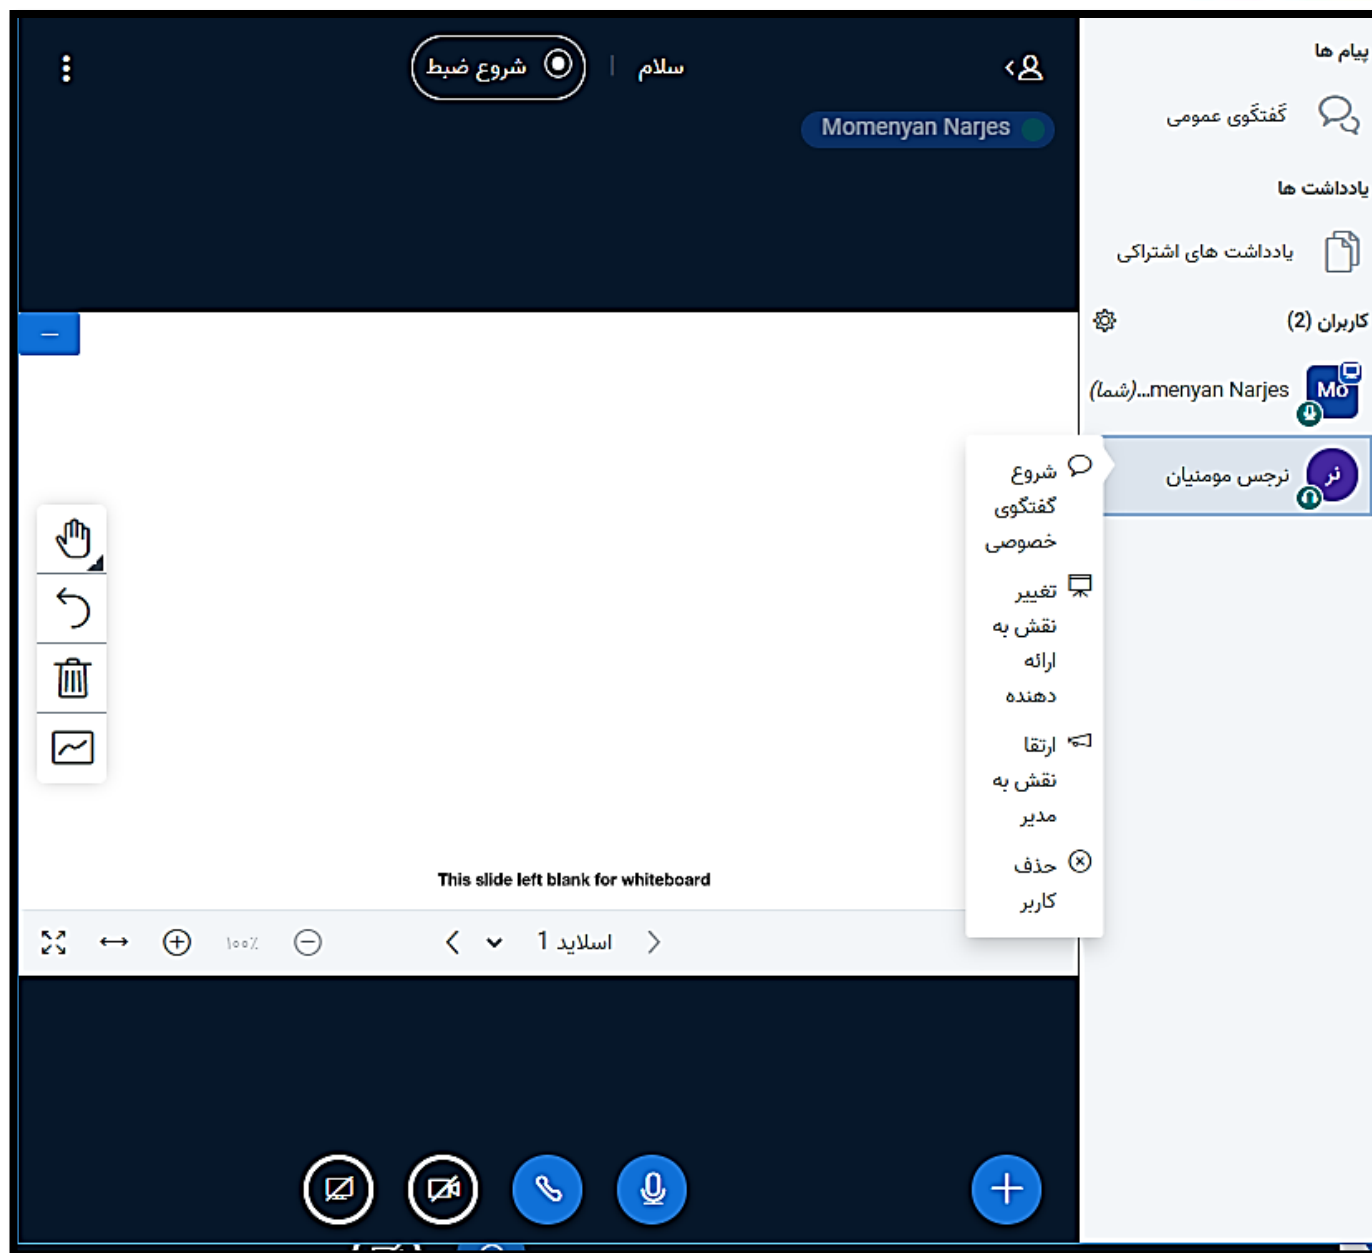 پیام ها
گفتگوی عمومی
یادداشت ها
یادداشت های اشتراکی
کاربران (2)
Mo
menyan Narjes...(شما)
نر
نرجس مومنیان
سلام | شروع ضبط
Momenyan Narjes
شروع
گفتگوی
خصوصی
تغییر
نقش به
ارائه
دهنده
ارتقا
نقش به
مدیر
حذف
کاربر
This slide left blank for whiteboard
اسلاید 1
۱۰۰٪